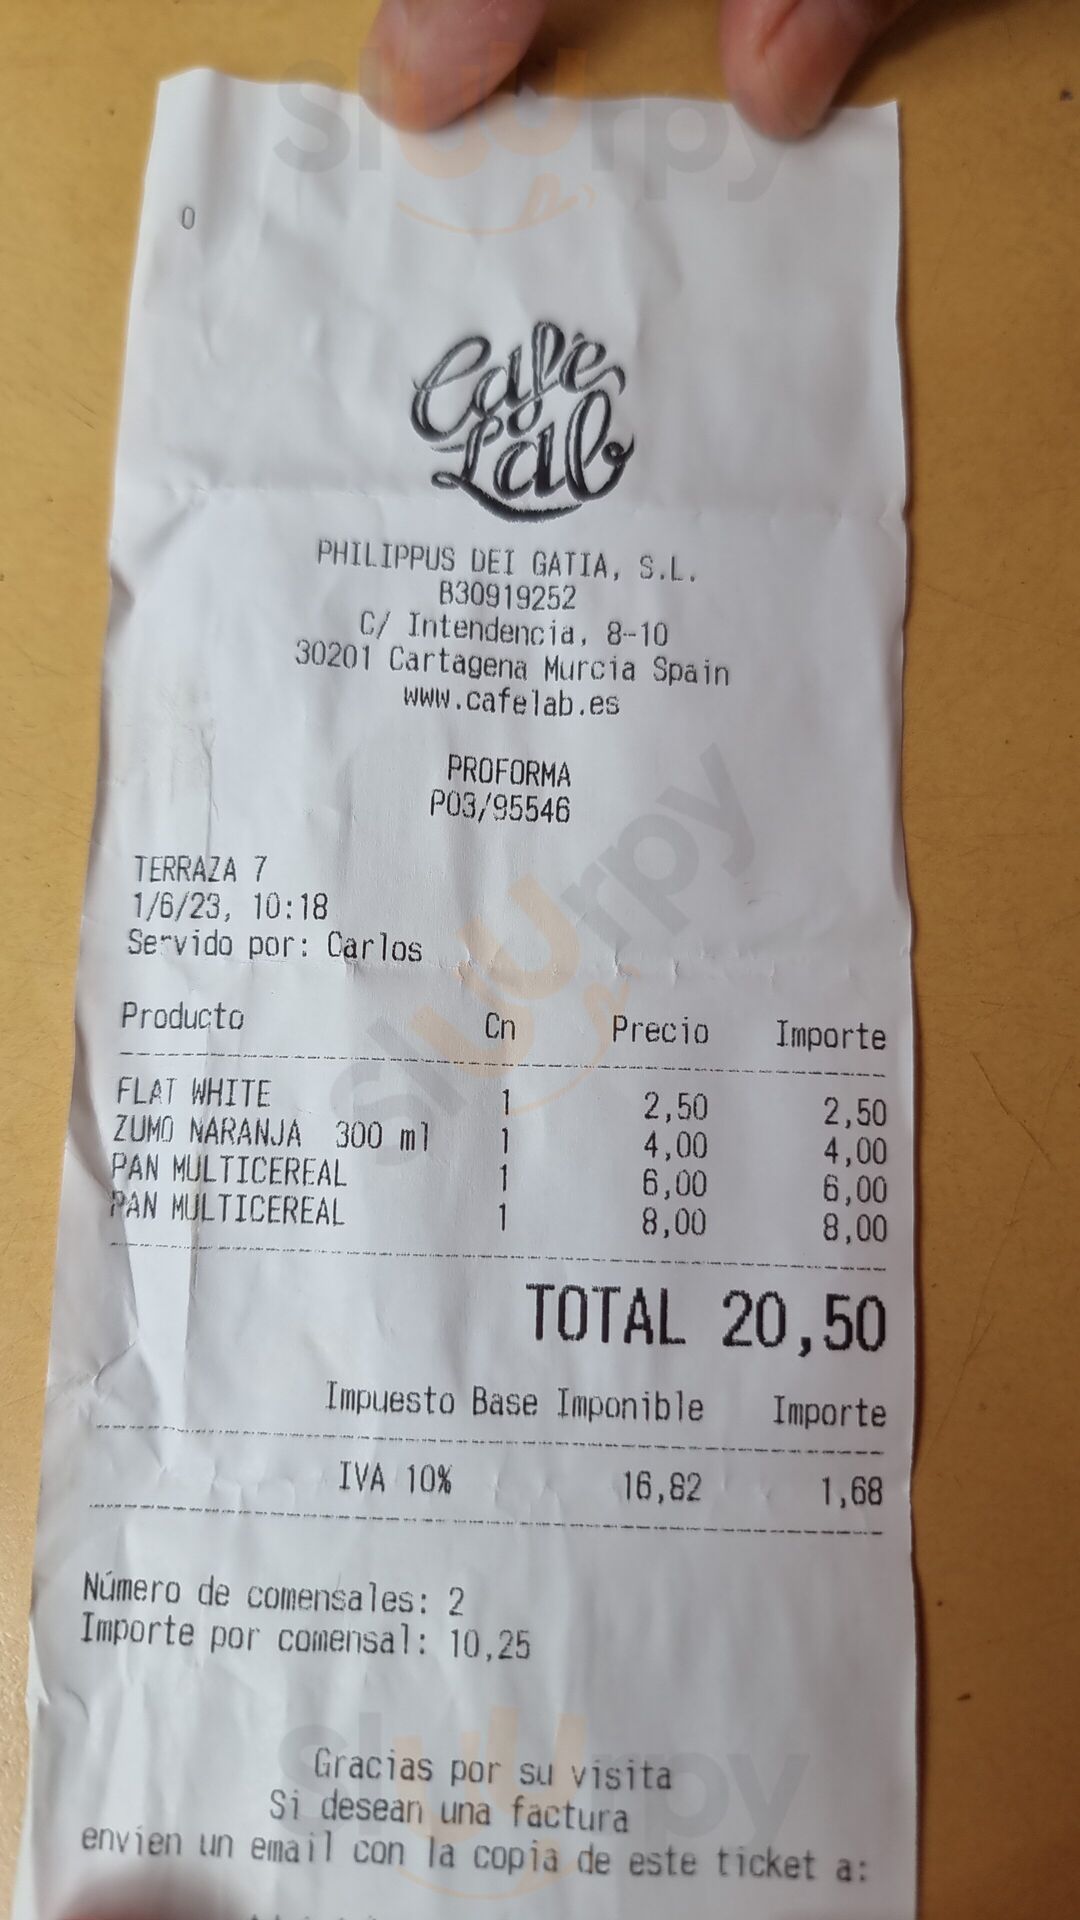 0
Café
Lab
PHILIPPUS DEI GATIA, S.L.
B30919252
C/ Intendencia, 8-10
30201 Cartagena Murcia Spain
www.cafelab.es
PROFORMA
P03/95546
TERRAZA 7
1/6/23, 10:18
Servido por: Carlos
Producto Cn Precio Importe
FLAT WHITE 1 2,50 2,50
ZUMO NARANJA 300 ml 1 4,00 4,00
PAN MULTICEREAL 1 6,00 6,00
PAN MULTICEREAL 1 8,00 8,00
TOTAL 20,50
Impuesto Base Imponible Importe
IVA 10% 16,82 1,68
Número de comensales: 2
Importe por comensal: 10,25
Gracias por su visita
Si desean una factura
envien un email con la copia de este ticket a:
slurpy
slurpy
slurpy